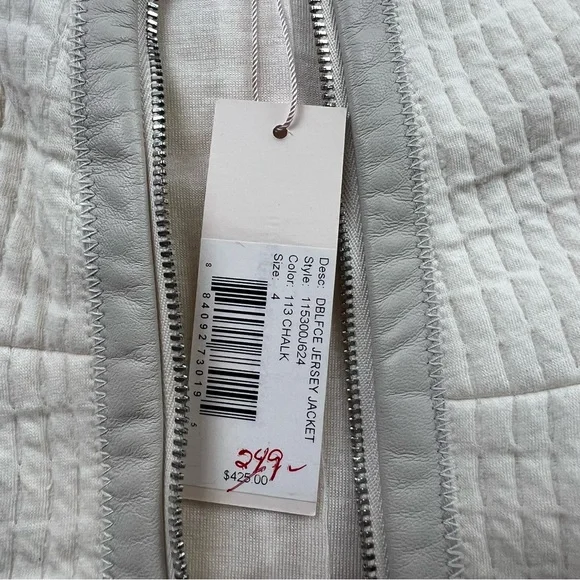 Desc: DBLFCE JERSEY JACKET
Style: 115300J624
Color: 113 CHALK
Size: 4
8 84092 73019 5
249-
$425.00